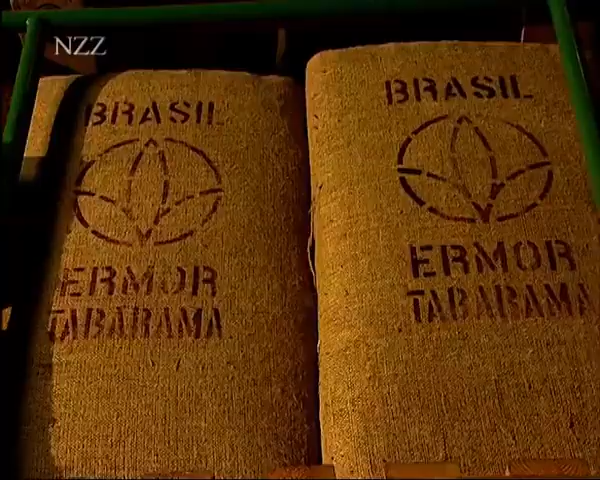 NZZ
BRASIL
ERMOR
TABARAMA
BRASIL
ERMOR
TABARAMA